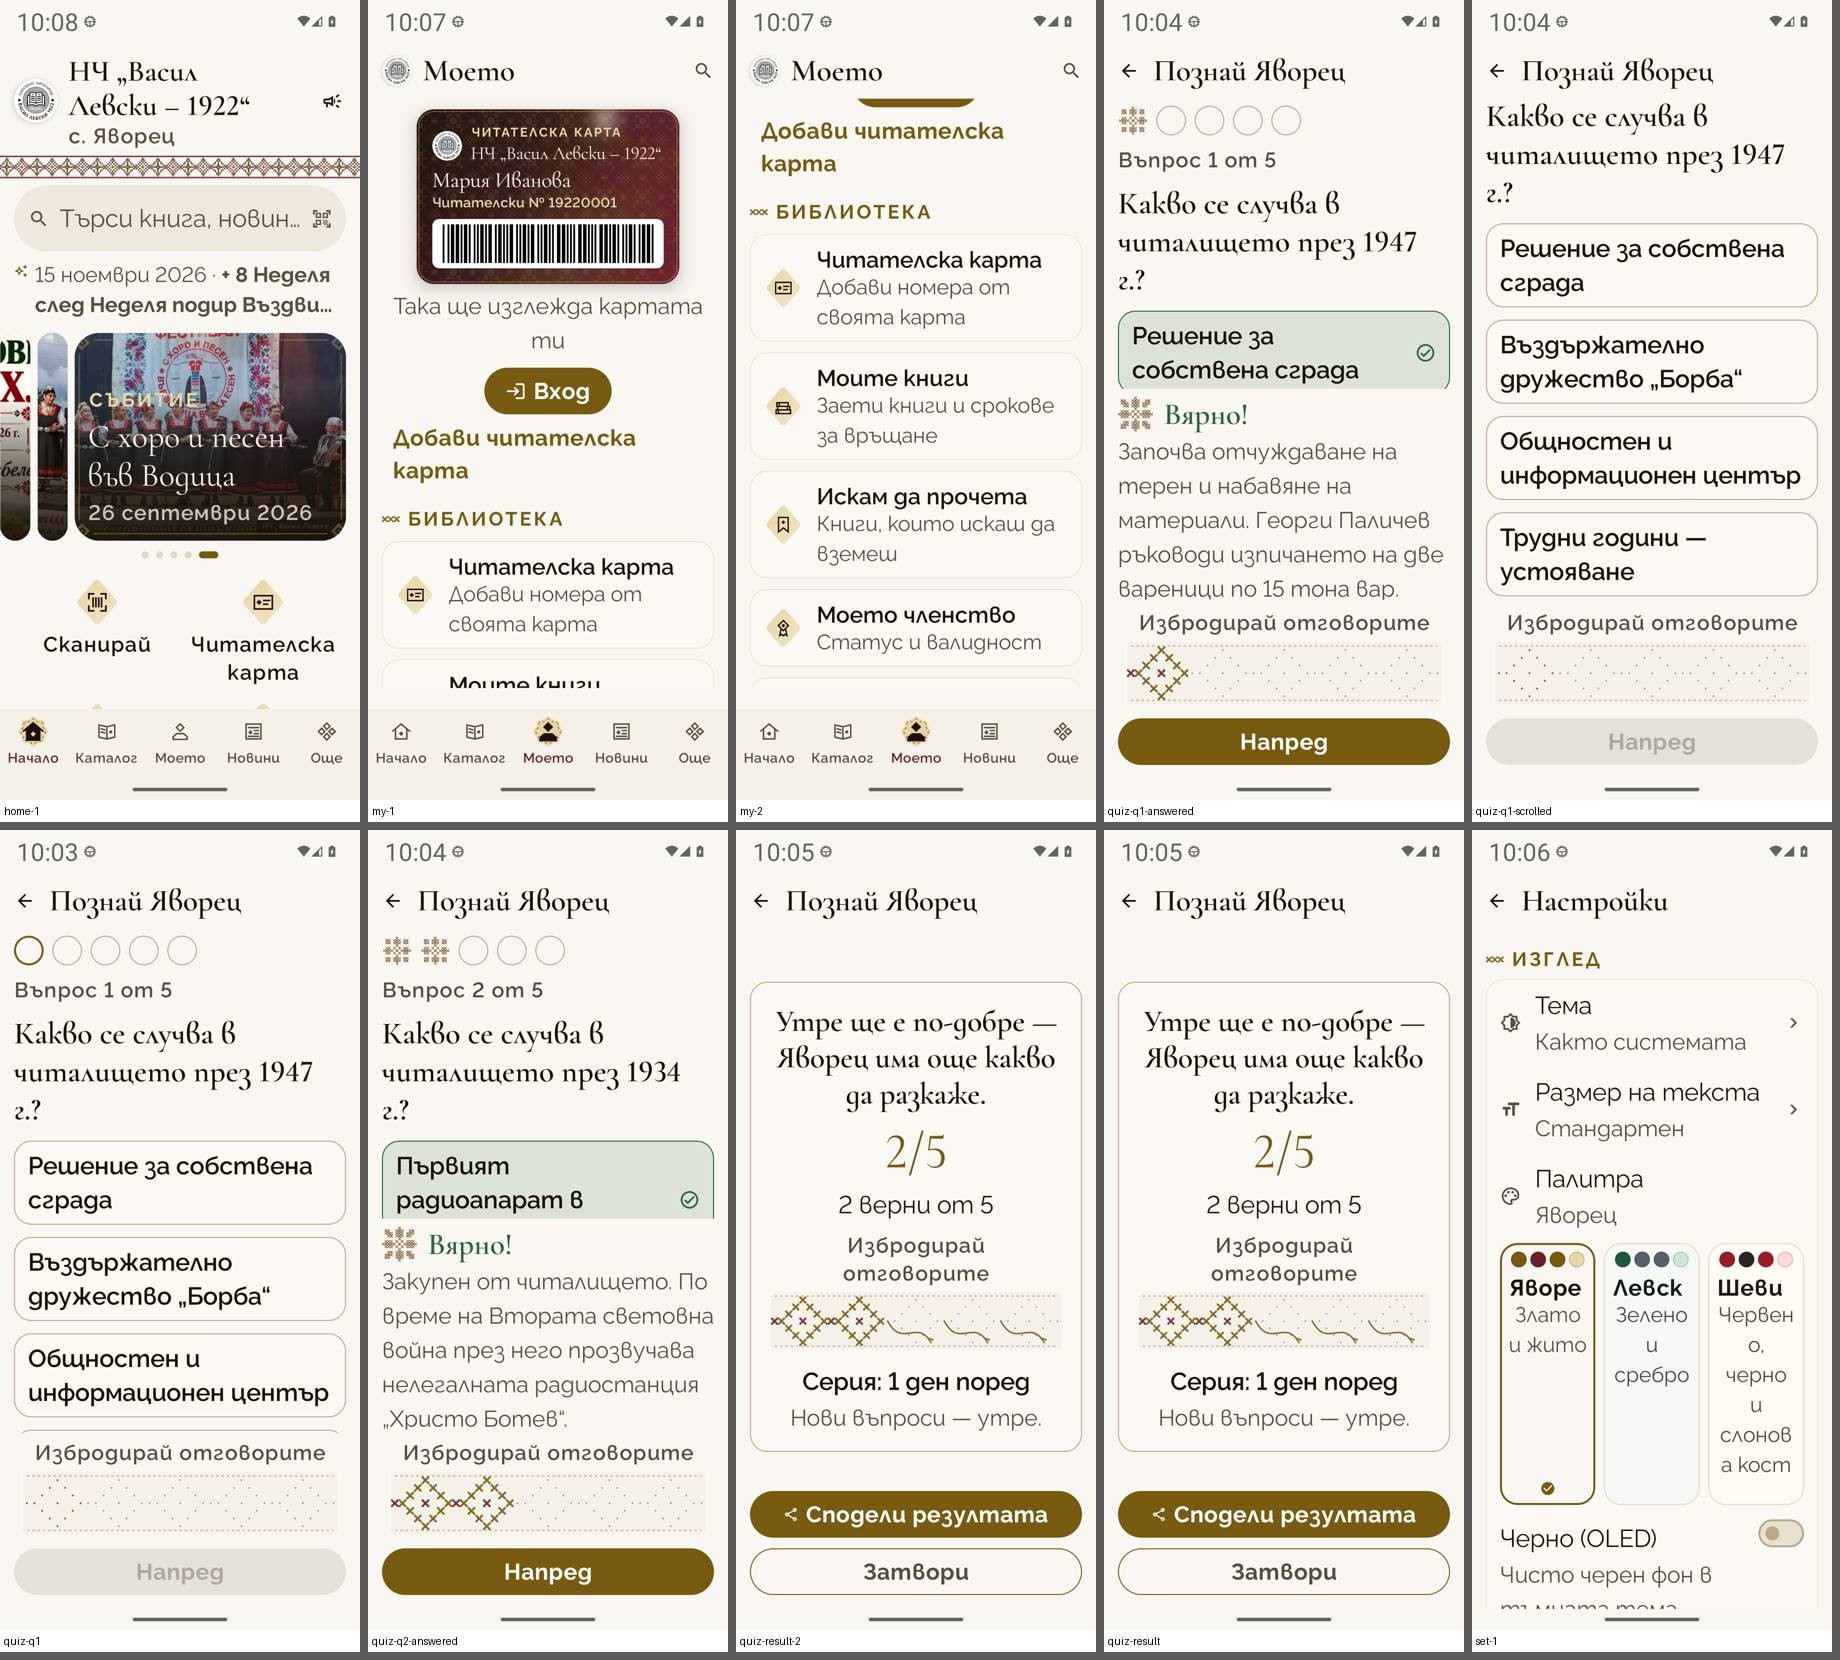 10:08
НЧ „Васил
Левски – 1922“
с. Яворец
Търси книга, новин...
15 ноември 2026 · + 8 Неделя
след Неделя подир Въздви...
СЪБИТИЕ
С хоро и песен
във Водица
26 септември 2026
Сканирай
Читателска
карта
Начало
Каталог
Моето
Новини
Още
home-1
10:07
Моето
ЧИТАТЕЛСКА КАРТА
НЧ „Васил Левски – 1922“
Мария Иванова
Читателски № 19220001
Така ще изглежда картата
ти
Вход
Добави читателска
карта
БИБЛИОТЕКА
Читателска карта
Добави номера от
своята карта
Моите книги
Начало
Каталог
Моето
Новини
Още
my-1
10:07
Моето
Добави читателска
карта
БИБЛИОТЕКА
Читателска карта
Добави номера от
своята карта
Моите книги
Заети книги и срокове
за връщане
Искам да прочета
Книги, които искаш да
вземеш
Моето членство
Статус и валидност
Начало
Каталог
Моето
Новини
Още
my-2
10:04
Познай Яворец
Въпрос 1 от 5
Какво се случва в
читалището през 1947
г.?
Решение за
собствена сграда
Вярно!
Започва отчуждаване на
терен и набавяне на
материали. Георги Паличев
ръководи изпичането на две
вареници по 15 тона вар.
Избродирай отговорите
Напред
quiz-q1-answered
10:04
Познай Яворец
Какво се случва в
читалището през 1947
г.?
Решение за собствена
сграда
Въздържателно
дружество „Борба“
Общностен и
информационен център
Трудни години —
устояване
Избродирай отговорите
Напред
quiz-q1-scrolled
10:03
Познай Яворец
Въпрос 1 от 5
Какво се случва в
читалището през 1947
г.?
Решение за собствена
сграда
Въздържателно
дружество „Борба“
Общностен и
информационен център
Избродирай отговорите
Напред
quiz-q1
10:04
Познай Яворец
Въпрос 2 от 5
Какво се случва в
читалището през 1934
г.?
Първият
радиоапарат в
Вярно!
Закупен от читалището. По
време на Втората световна
война през него прозвучава
нелегалната радиостанция
„Христо Ботев“.
Избродирай отговорите
Напред
quiz-q2-answered
10:05
Познай Яворец
Утре ще е по-добре —
Яворец има още какво
да разкаже.
2/5
2 верни от 5
Избродирай
отговорите
Серия: 1 ден поред
Нови въпроси — утре.
Сподели резултата
Затвори
quiz-result-2
10:05
Познай Яворец
Утре ще е по-добре —
Яворец има още какво
да разкаже.
2/5
2 верни от 5
Избродирай
отговорите
Серия: 1 ден поред
Нови въпроси — утре.
Сподели резултата
Затвори
quiz-result
10:06
Настройки
ИЗГЛЕД
Тема
Както системата
Размер на текста
Стандартен
Палитра
Яворец
Яворе
Злато
и жито
Левск
Зелено
и
сребро
Шеви
Червен
о,
черно
и
слонов
а кост
Черно (OLED)
Чисто черен фон в
тъмната тема
set-1